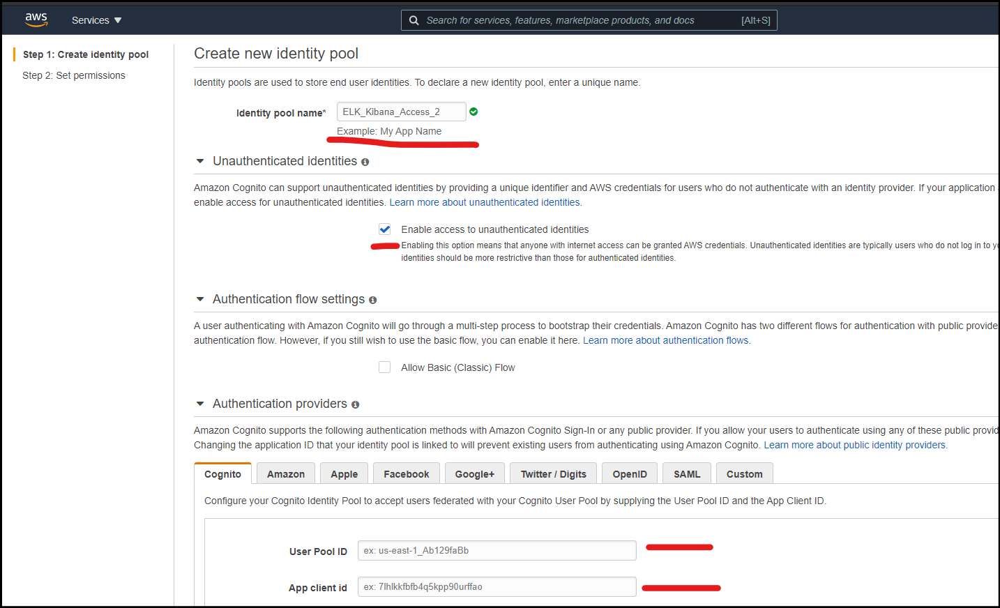 aws
Services
Search for services, features, marketplace products, and docs [Alt+S]
Step 1: Create identity pool
Step 2: Set permissions
Create new identity pool
Identity pools are used to store end user identities. To declare a new identity pool, enter a unique name.
Identity pool name* ELK_Kibana_Access_2
Example: My App Name
Unauthenticated identities
Amazon Cognito can support unauthenticated identities by providing a unique identifier and AWS credentials for users who do not authenticate with an identity provider. If your application
enable access for unauthenticated identities. Learn more about unauthenticated identities.
Enable access to unauthenticated identities
Enabling this option means that anyone with internet access can be granted AWS credentials. Unauthenticated identities are typically users who do not log in to yo
identities should be more restrictive than those for authenticated identities.
Authentication flow settings
A user authenticating with Amazon Cognito will go through a multi-step process to bootstrap their credentials. Amazon Cognito has two different flows for authentication with public provide
authentication flow. However, if you still wish to use the basic flow, you can enable it here. Learn more about authentication flows.
Allow Basic (Classic) Flow
Authentication providers
Amazon Cognito supports the following authentication methods with Amazon Cognito Sign-In or any public provider. If you allow your users to authenticate using any of these public provid
Changing the application ID that your identity pool is linked to will prevent existing users from authenticating using Amazon Cognito. Learn more about public identity providers.
Cognito Amazon Apple Facebook Google+ Twitter / Digits OpenID SAML Custom
Configure your Cognito Identity Pool to accept users federated with your Cognito User Pool by supplying the User Pool ID and the App Client ID.
User Pool ID ex: us-east-1_Ab129faBb
App client id ex: 7lhlkkfbfb4q5kpp90urffao